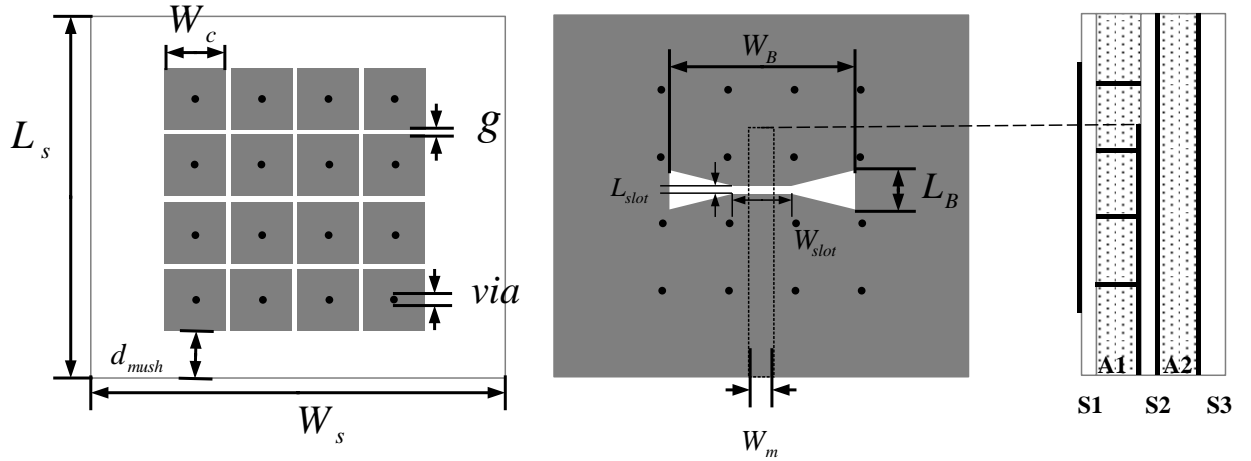 W_c
L_s
g
via
d_mush
W_s
W_B
L_slot
L_B
W_slot
W_m
A1 A2
S1 S2 S3